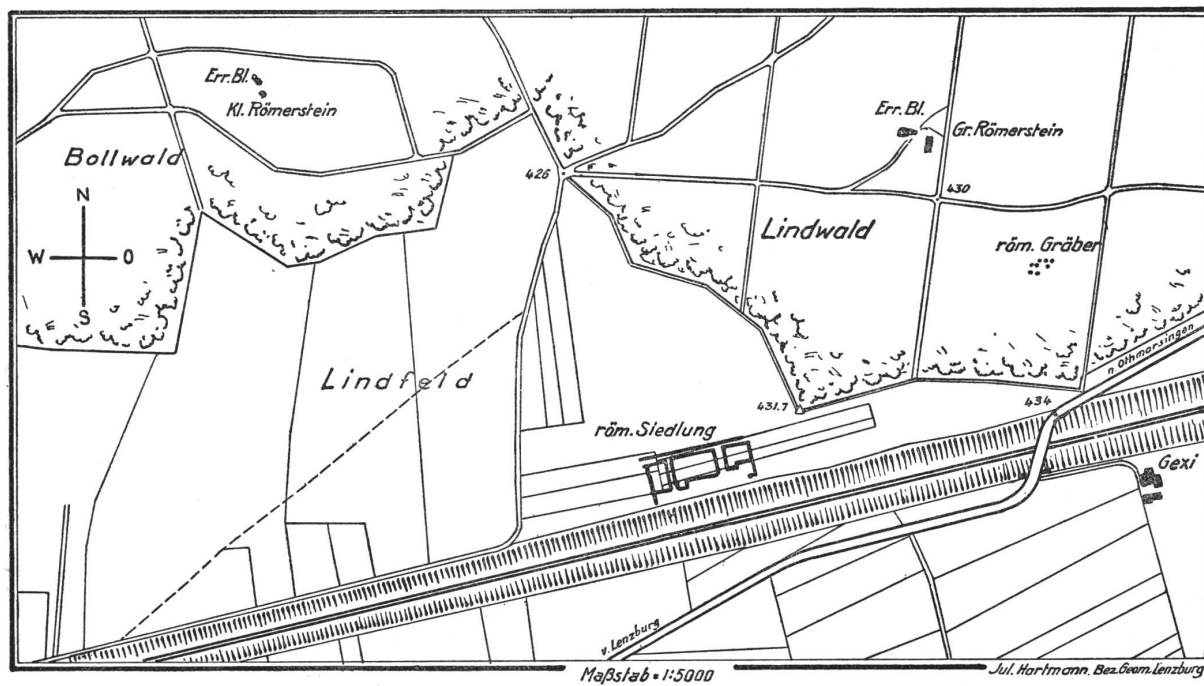 Err. Bl.
Kl. Römerstein
Bollwald
N
W
O
S
426
Err. Bl.
Gr. Römerstein
430
Lindwald
röm. Gräber
n. Othmarsingen
Lindfeld
431.7
434
röm. Siedlung
Gexi
v. Lenzburg
Maßstab = 1:5000
Jul. Hartmann. Bez. Geom. Lenzburg